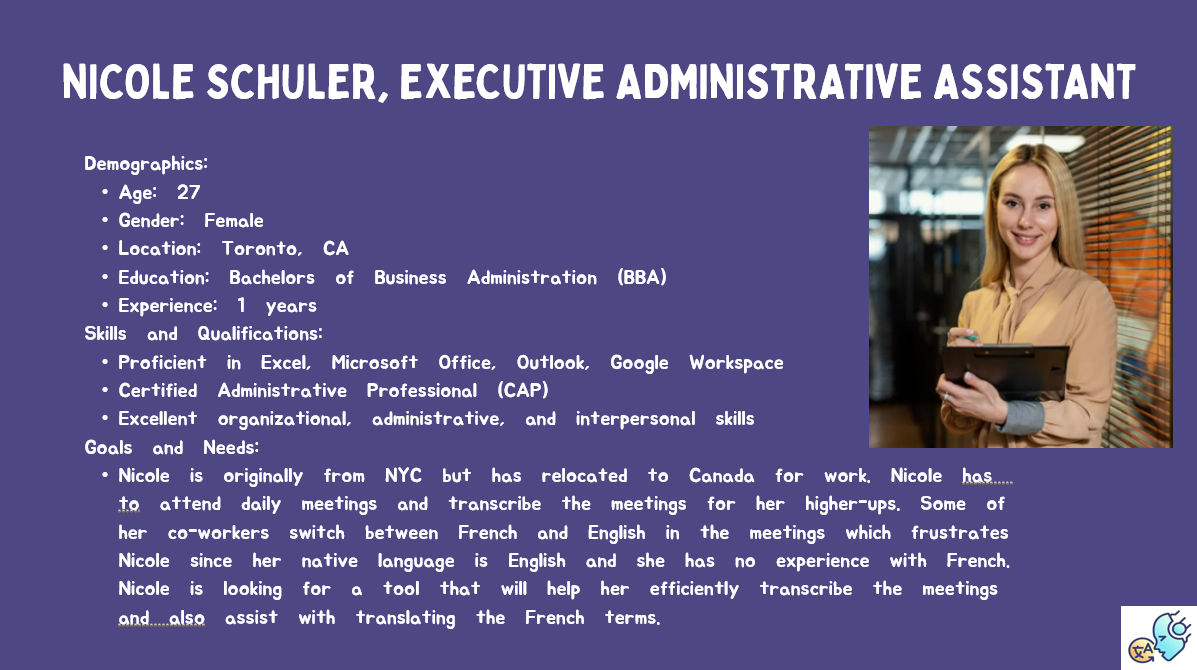 NICOLE SCHULER, EXECUTIVE ADMINISTRATIVE ASSISTANT
Demographics:
• Age: 27
• Gender: Female
• Location: Toronto, CA
• Education: Bachelors of Business Administration (BBA)
• Experience: 1 years
Skills and Qualifications:
• Proficient in Excel, Microsoft Office, Outlook, Google Workspace
• Certified Administrative Professional (CAP)
• Excellent organizational, administrative, and interpersonal skills
Goals and Needs:
• Nicole is originally from NYC but has relocated to Canada for work. Nicole has
to attend daily meetings and transcribe the meetings for her higher-ups. Some of
her co-workers switch between French and English in the meetings which frustrates
Nicole since her native language is English and she has no experience with French.
Nicole is looking for a tool that will help her efficiently transcribe the meetings
and also assist with translating the French terms.
文A